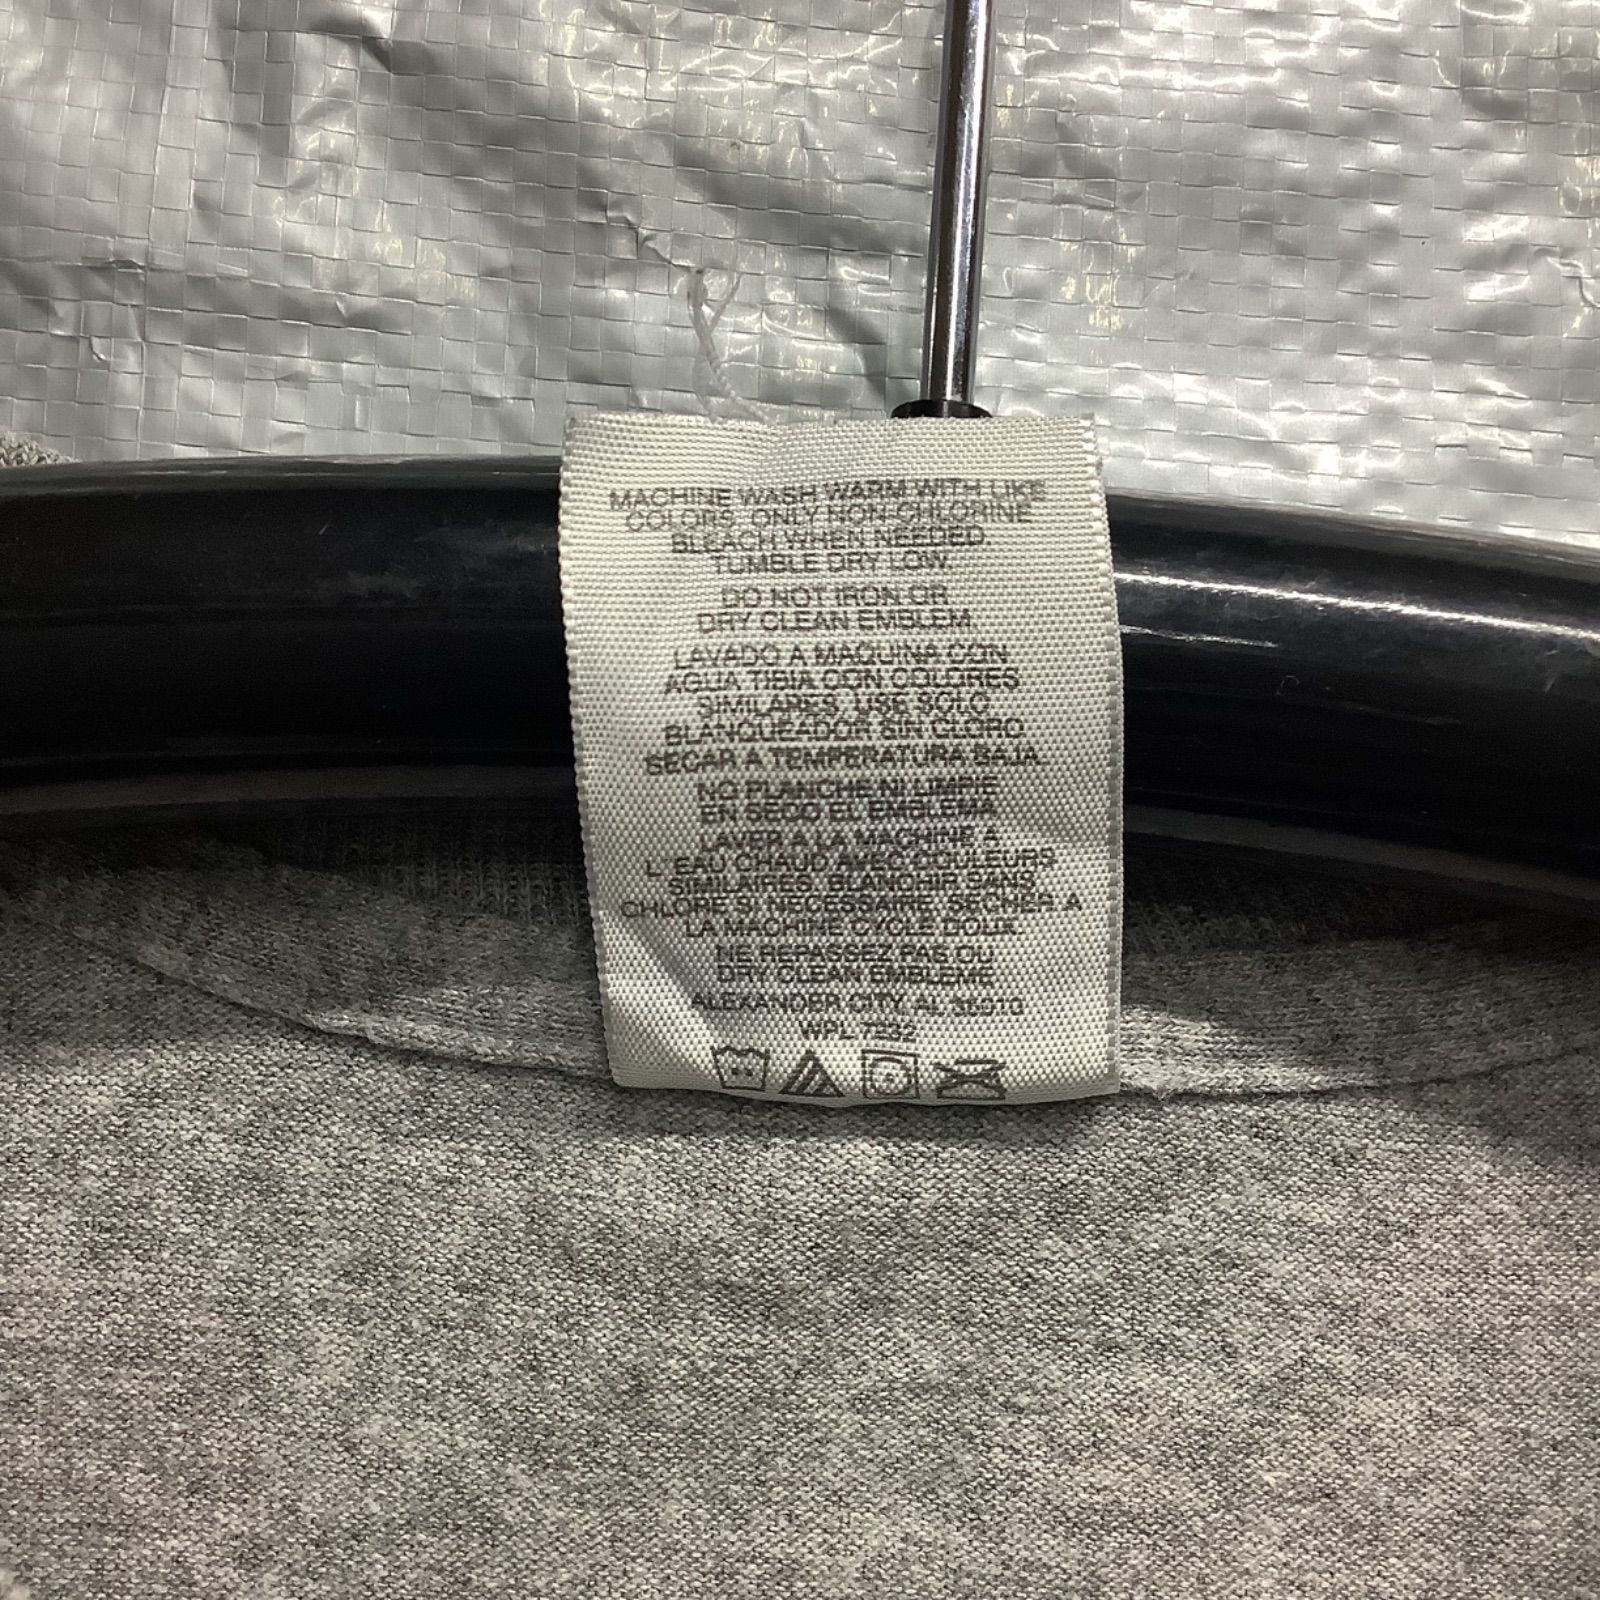 MACHINE WASH WARM WITH LIKE
COLORS. ONLY NON-CHLORINE
BLEACH WHEN NEEDED.
TUMBLE DRY LOW.
DO NOT IRON OR
DRY CLEAN EMBLEM.
LAVADO A MAQUINA CON
AGUA TIBIA CON COLORES
SIMILARES. USE SOLO
BLANQUEADOR SIN CLORO
SECAR A TEMPERATURA BAJA.
NO PLANCHE NI LIMPIE
EN SECO EL EMBLEMA
LAVER A LA MACHINE A
L'EAU CHAUD AVEC COULEURS
SIMILAIRES. BLANCHIR SANS
CHLORE SI NECESSAIRE. SECHER A
LA MACHINE CYCLE DOUX
NE REPASSEZ PAS OU
DRY CLEAN EMBLEME
ALEXANDER CITY AL 35010
WPL 7232